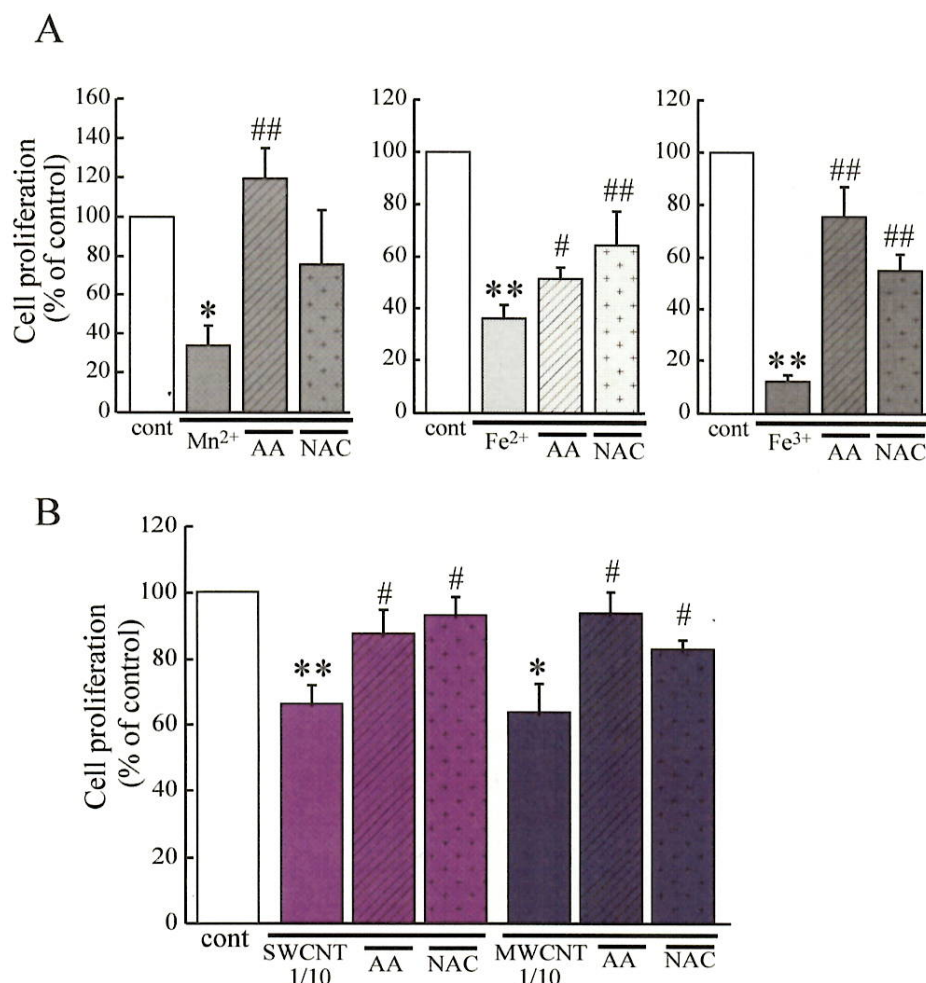 A
Cell proliferation
(% of control)
160
140
120
100
80
60
40
20
0
*
##
cont
Mn²⁺
AA
NAC
120
100
80
60
40
20
0
**
#
##
cont
Fe²⁺
AA
NAC
120
100
80
60
40
20
0
**
##
##
cont
Fe³⁺
AA
NAC
B
Cell proliferation
(% of control)
120
100
80
60
40
20
0
**
#
#
*
#
#
cont
SWCNT
1/10
AA
NAC
MWCNT
1/10
AA
NAC